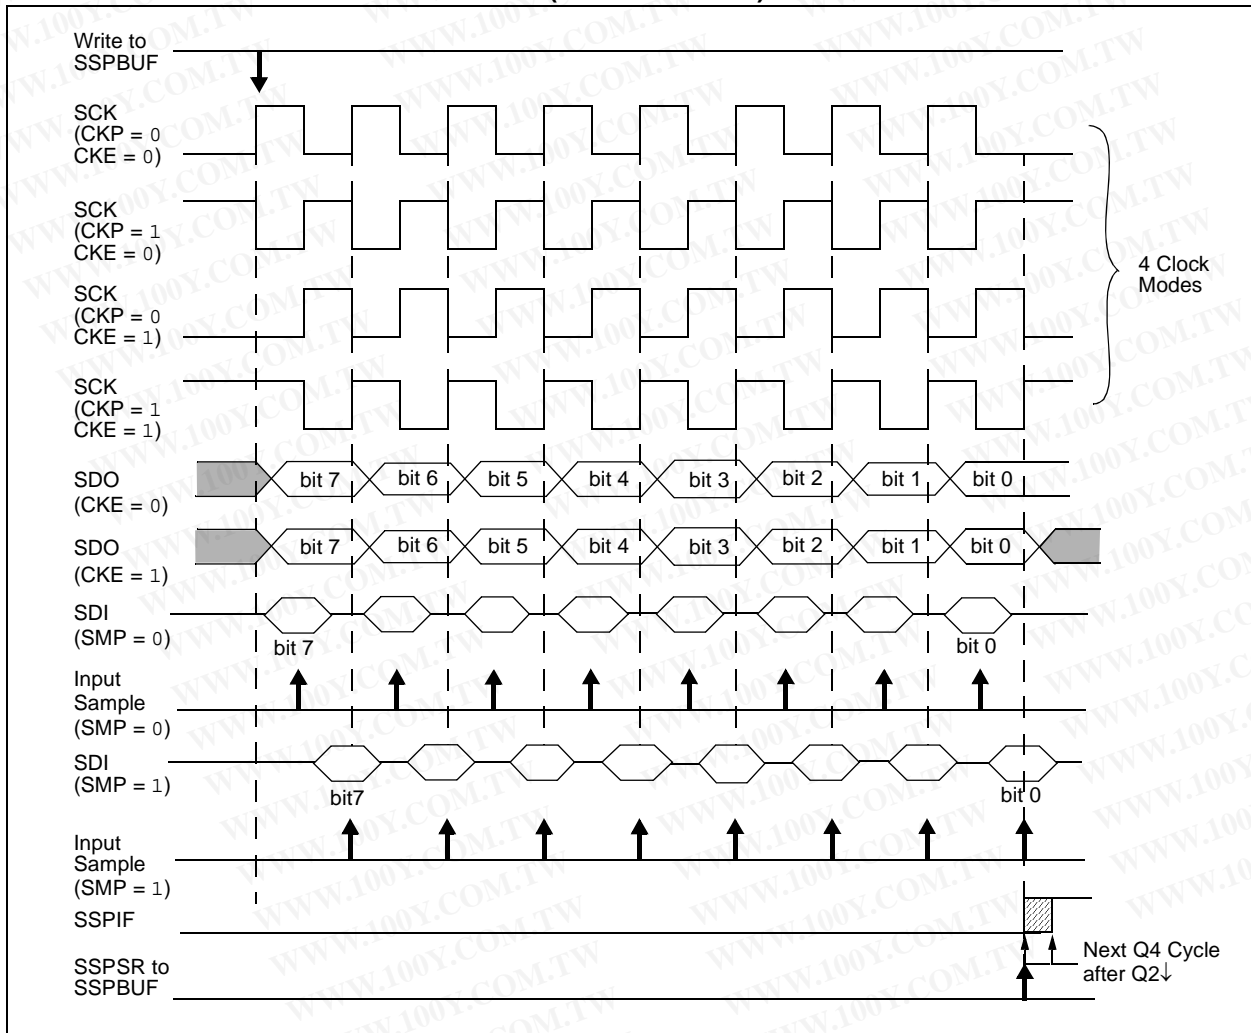 Write to
SSPBUF
SCK
(CKP = 0
CKE = 0)
SCK
(CKP = 1
CKE = 0)
SCK
(CKP = 0
CKE = 1)
SCK
(CKP = 1
CKE = 1)
4 Clock
Modes
SDO
(CKE = 0)
bit 7 bit 6 bit 5 bit 4 bit 3 bit 2 bit 1 bit 0
SDO
(CKE = 1)
bit 7 bit 6 bit 5 bit 4 bit 3 bit 2 bit 1 bit 0
SDI
(SMP = 0)
bit 7 bit 0
Input
Sample
(SMP = 0)
SDI
(SMP = 1)
bit7 bit 0
Input
Sample
(SMP = 1)
SSPIF
SSPSR to
SSPBUF
Next Q4 Cycle
after Q2↓
WWW.100Y.COM.TW